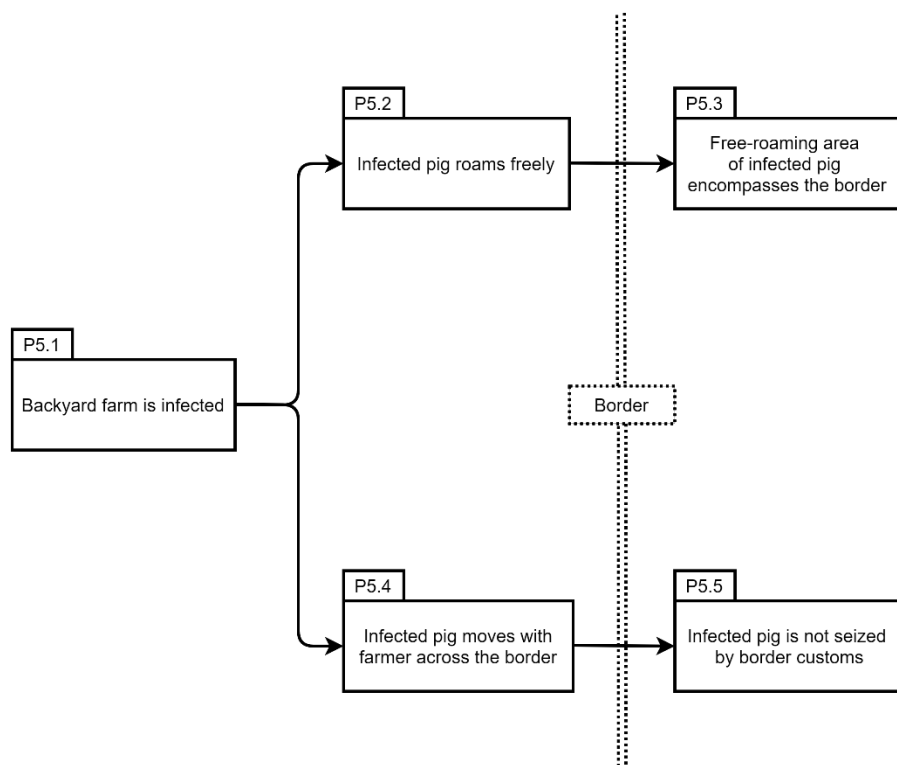 P5.2
Infected pig roams freely
P5.3
Free-roaming area
of infected pig
encompasses the border
P5.1
Backyard farm is infected
Border
P5.4
Infected pig moves with
farmer across the border
P5.5
Infected pig is not seized
by border customs